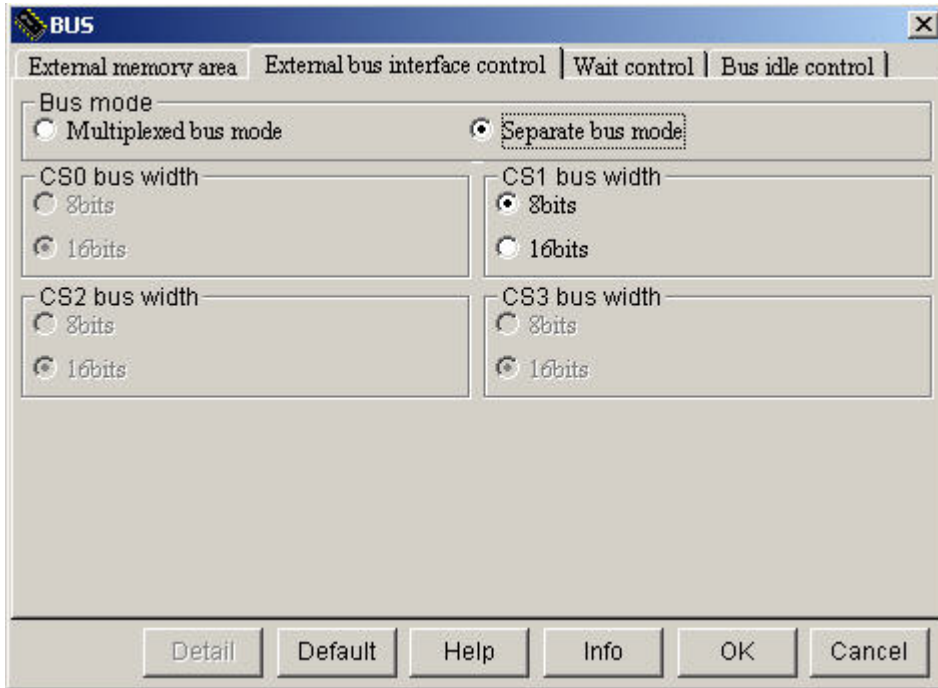 BUS
External memory area External bus interface control Wait control Bus idle control
Bus mode
Multiplexed bus mode Separate bus mode
CS0 bus width CS1 bus width
8bits 8bits
16bits 16bits
CS2 bus width CS3 bus width
8bits 8bits
16bits 16bits
Detail Default Help Info OK Cancel